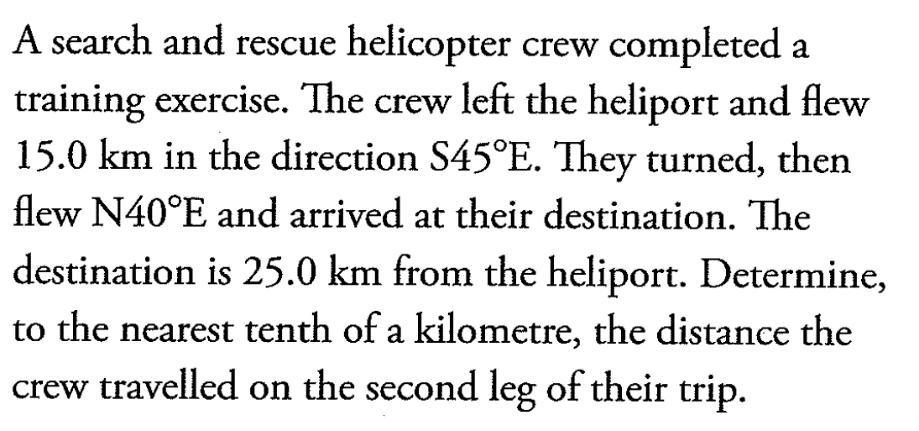 A search and rescue helicopter crew completed a
training exercise. The crew left the heliport and flew
15.0 km in the direction S45°E. They turned, then
flew N40°E and arrived at their destination. The
destination is 25.0 km from the heliport. Determine,
to the nearest tenth of a kilometre, the distance the
crew travelled on the second leg of their trip.